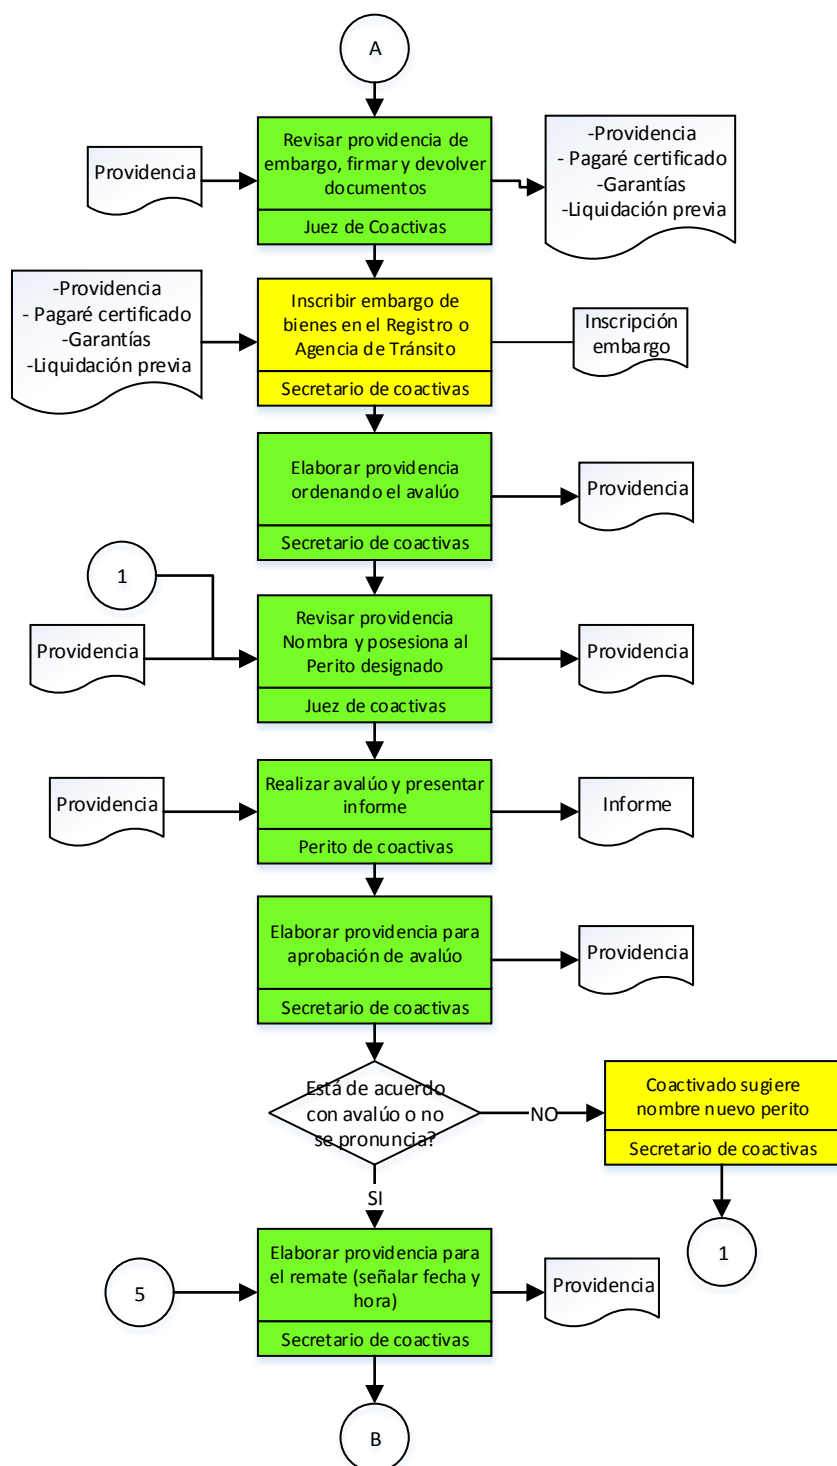 A
Providencia
Revisar providencia de
embargo, firmar y devolver
documentos
Juez de Coactivas
-Providencia
- Pagaré certificado
-Garantías
-Liquidación previa
-Providencia
- Pagaré certificado
-Garantías
-Liquidación previa
Inscribir embargo de
bienes en el Registro o
Agencia de Tránsito
Secretario de coactivas
Inscripción
embargo
Elaborar providencia
ordenando el avalúo
Secretario de coactivas
Providencia
1
Providencia
Revisar providencia
Nombra y posesiona al
Perito designado
Juez de coactivas
Providencia
Providencia
Realizar avalúo y presentar
informe
Perito de coactivas
Informe
Elaborar providencia para
aprobación de avalúo
Secretario de coactivas
Providencia
Está de acuerdo
con avalúo o no
se pronuncia?
NO
Coactivado sugiere
nombre nuevo perito
Secretario de coactivas
SI
1
5
Elaborar providencia para
el remate (señalar fecha y
hora)
Secretario de coactivas
Providencia
B